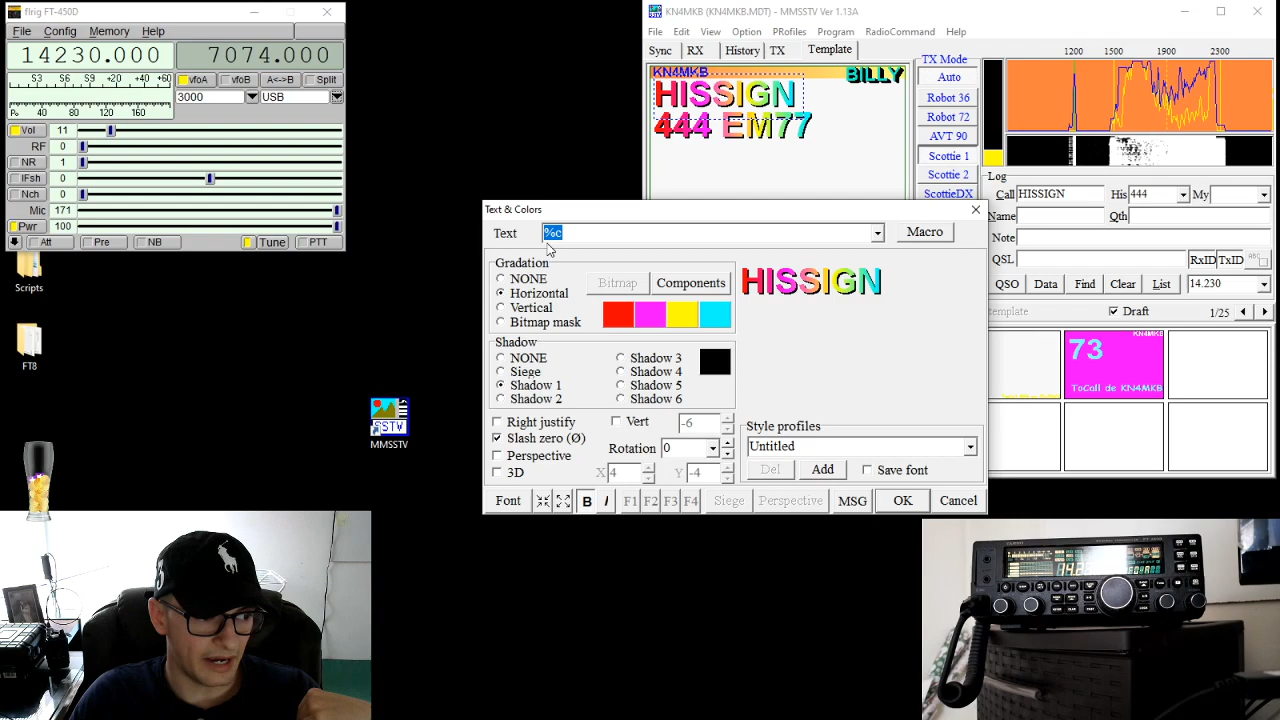 flrig FT-450D
File Config Memory Help
14230.000 7074.000
S3 S6 S9 +20 +40 +60
Po 40 80 120 160
vfoA vfoB A<->B Split
3000 USB
Vol 11
RF 0
NR 1
IFsh 0
Nch 0
Mic 171
Pwr 100
Att Pre NB Tune PTT
Scripts
FT8
SSTV
MMSSTV
KN4MKB (KN4MKB.MDT) - MMSSTV Ver 1.13A
File Edit View Option PRofiles Program RadioCommand Help
Sync RX History TX Template
KN4MKB BILLY
HISSIGN
444 EM77
TX Mode
Auto
Robot 36
Robot 72
AVT 90
Scottie 1
Scottie 2
ScottieDX
1200 1500 1900 2300
Log
Call HISSIGN His 444 My
Name Qth
Note
QSL RxID TxID
QSO Data Find Clear List 14.230
template Draft 1/25
KN4MKB
73
ToCall de KN4MKB
Text & Colors
Text %c Macro
Gradation
NONE
Horizontal
Vertical
Bitmap mask
Bitmap Components
HISSIGN
Shadow
NONE
Siege
Shadow 1
Shadow 2
Shadow 3
Shadow 4
Shadow 5
Shadow 6
Right justify
Slash zero (Ø)
Perspective
3D
Vert -6
Rotation 0
X 4 Y -4
Style profiles
Untitled
Del Add Save font
Font B I F1 F2 F3 F4 Siege Perspective MSG OK Cancel